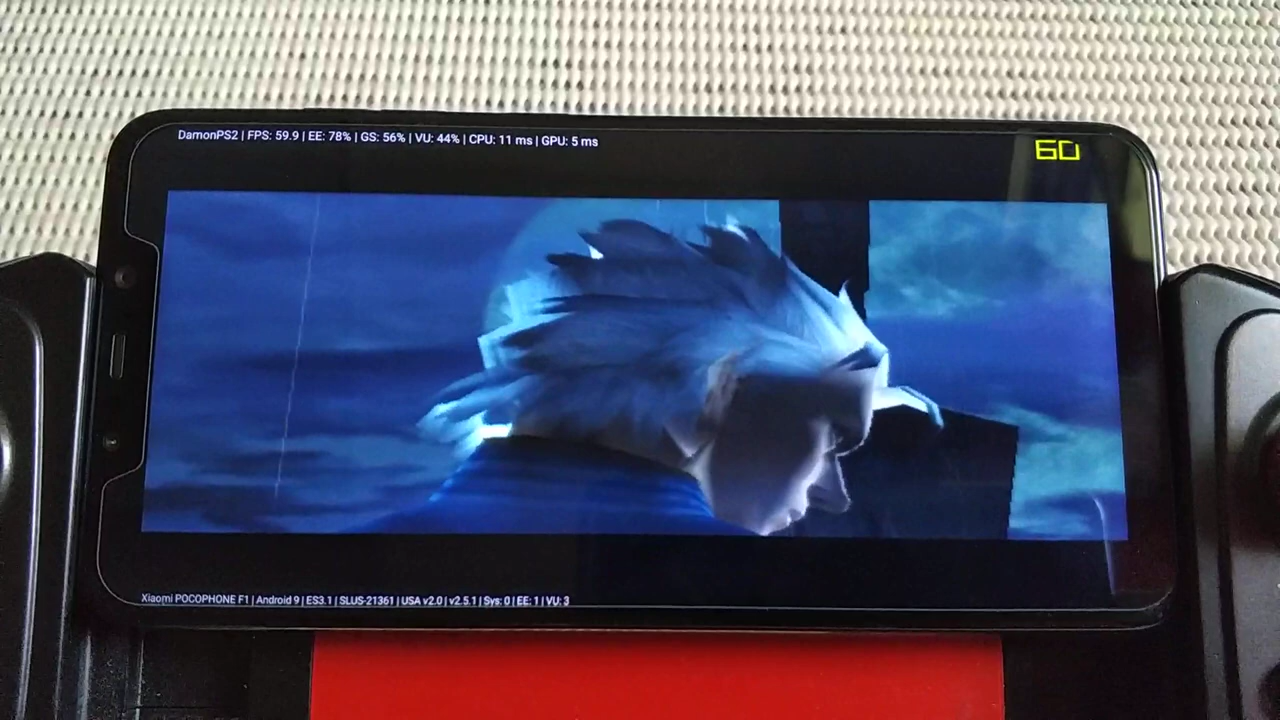 DamonPS2 | FPS: 59.9 | EE: 78% | GS: 56% | VU: 44% | CPU: 11 ms | GPU: 5 ms
60
Xiaomi POCOPHONE F1 | Android 9 | ES3.1 | SLUS-21361 | USA v2.0 | v2.5.1 | Sys: 0 | EE: 1 | VU: 3